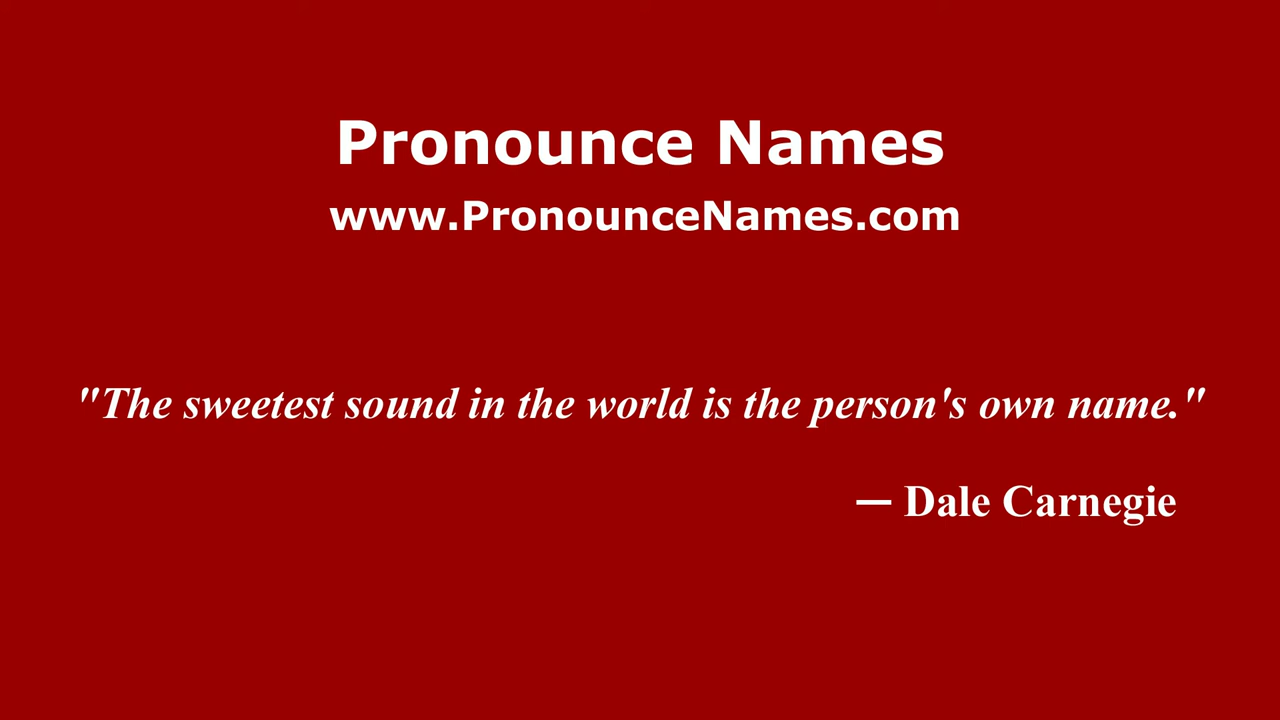 Pronounce Names
www.PronounceNames.com
"The sweetest sound in the world is the person's own name."
— Dale Carnegie